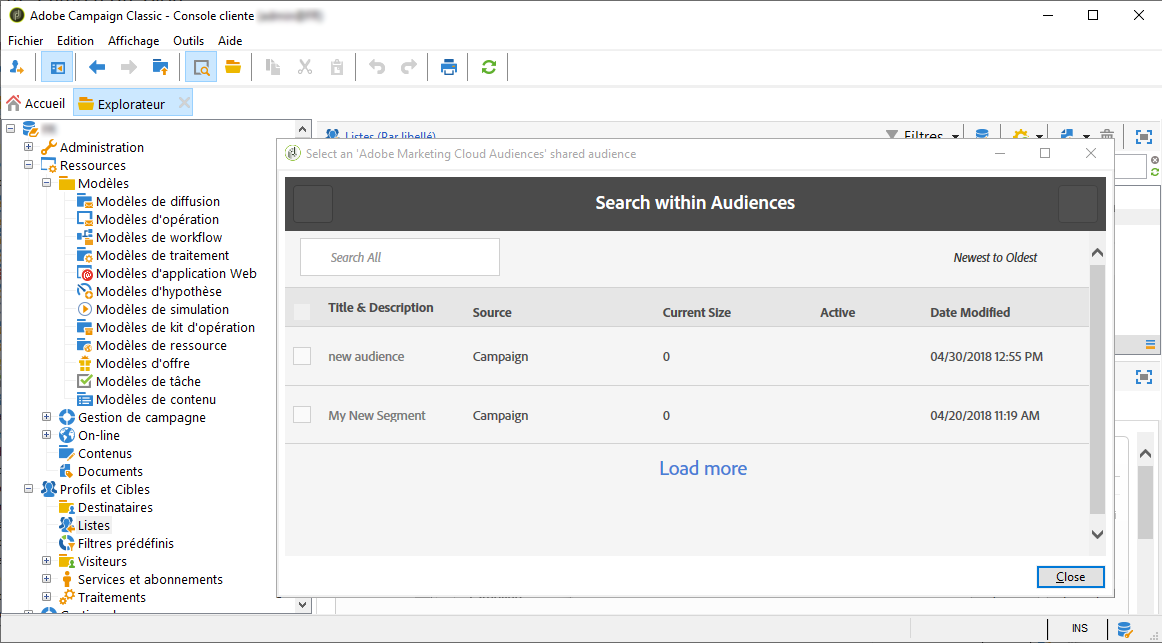 Adobe Campaign Classic - Console cliente
Fichier Edition Affichage Outils Aide
Accueil Explorateur
Administration
Ressources
Modèles
Modèles de diffusion
Modèles d'opération
Modèles de workflow
Modèles de traitement
Modèles d'application Web
Modèles d'hypothèse
Modèles de simulation
Modèles de kit d'opération
Modèles de ressource
Modèles d'offre
Modèles de tâche
Modèles de contenu
Gestion de campagne
On-line
Contenus
Documents
Profils et Cibles
Destinataires
Listes
Filtres prédéfinis
Visiteurs
Services et abonnements
Traitements
Listes (Par libellé)
Filtres
Select an 'Adobe Marketing Cloud Audiences' shared audience
Search within Audiences
Search All
Newest to Oldest
Title & Description Source Current Size Active Date Modified
new audience Campaign 0 04/30/2018 12:55 PM
My New Segment Campaign 0 04/20/2018 11:19 AM
Load more
Close
INS